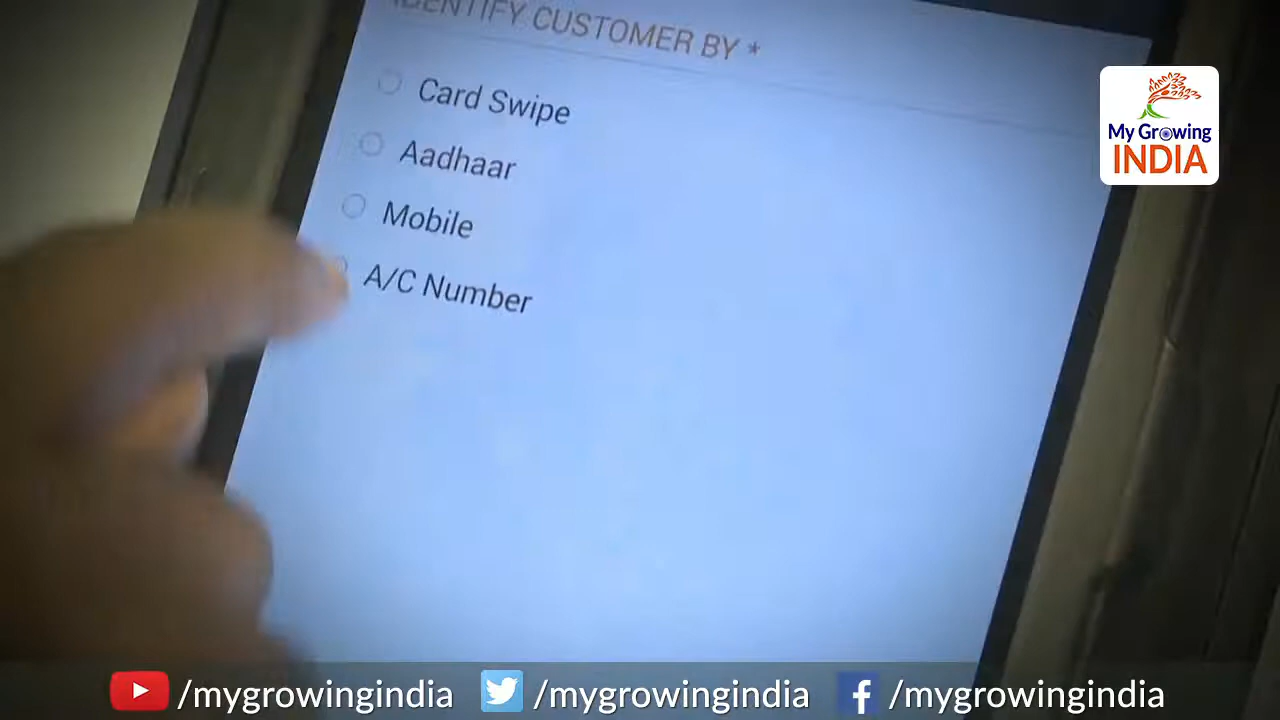 IDENTIFY CUSTOMER BY *
Card Swipe
Aadhaar
Mobile
A/C Number
My Growing
INDIA
/mygrowingindia /mygrowingindia /mygrowingindia